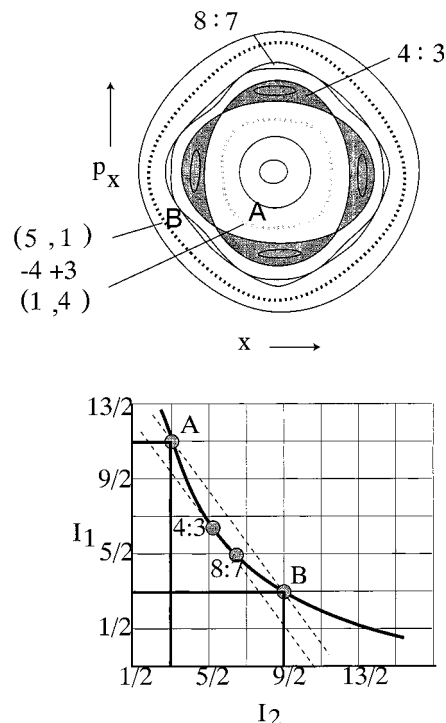 8:7
4:3
p_x
A
B
(5 , 1)
-4 +3
(1 , 4)
x
13/2
A
9/2
I_1
4:3
5/2
8:7
B
1/2
1/2 5/2 9/2 13/2
I_2